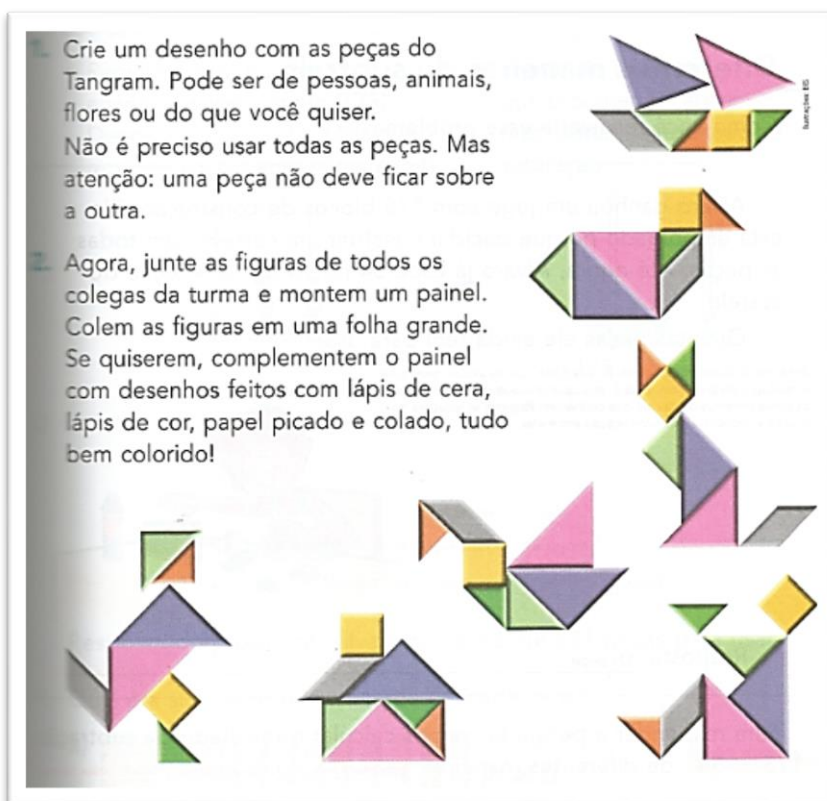 1. Crie um desenho com as peças do
Tangram. Pode ser de pessoas, animais,
flores ou do que você quiser.
Não é preciso usar todas as peças. Mas
atenção: uma peça não deve ficar sobre
a outra.
2. Agora, junte as figuras de todos os
colegas da turma e montem um painel.
Colem as figuras em uma folha grande.
Se quiserem, complementem o painel
com desenhos feitos com lápis de cera,
lápis de cor, papel picado e colado, tudo
bem colorido!